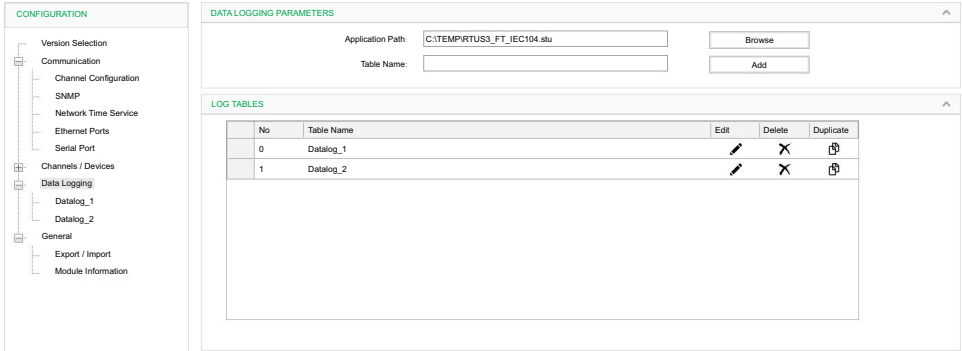 CONFIGURATION
Version Selection
Communication
Channel Configuration
SNMP
Network Time Service
Ethernet Ports
Serial Port
Channels / Devices
Data Logging
Datalog_1
Datalog_2
General
Export / Import
Module Information
DATA LOGGING PARAMETERS
Application Path: C:\TEMP\RTUS3_FT_IEC104.stu Browse
Table Name: Add
LOG TABLES
No Table Name Edit Delete Duplicate
0 Datalog_1
1 Datalog_2